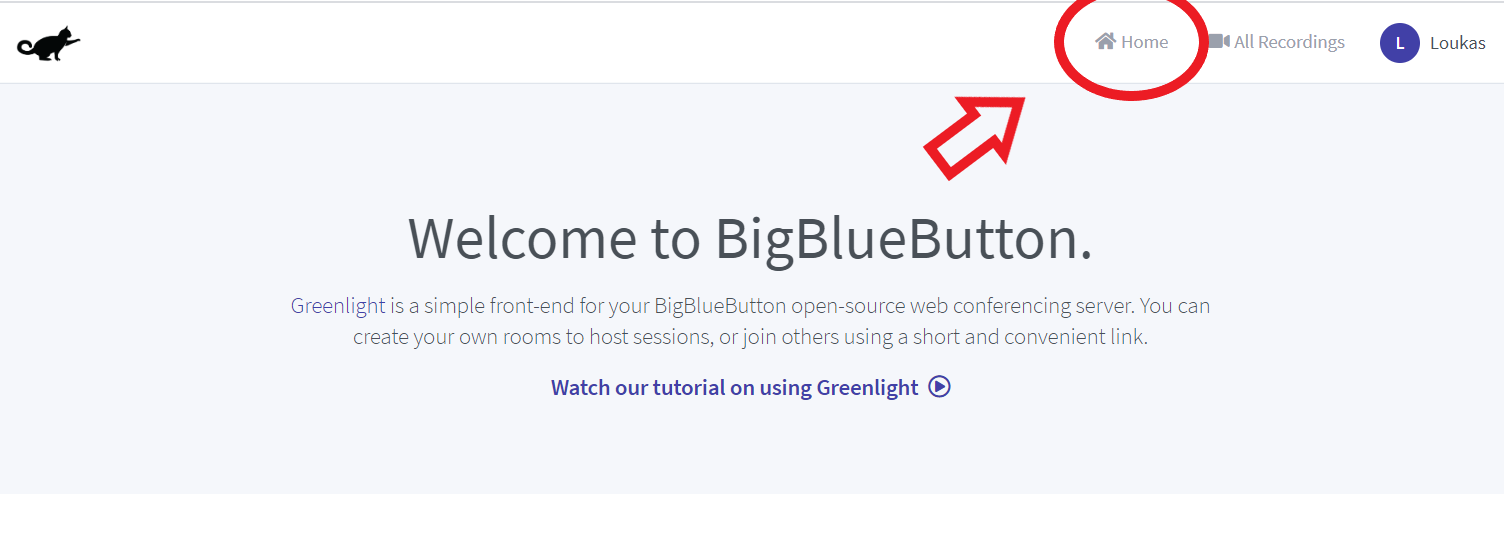 Home All Recordings L Loukas
Welcome to BigBlueButton.
Greenlight is a simple front-end for your BigBlueButton open-source web conferencing server. You can
create your own rooms to host sessions, or join others using a short and convenient link.
Watch our tutorial on using Greenlight